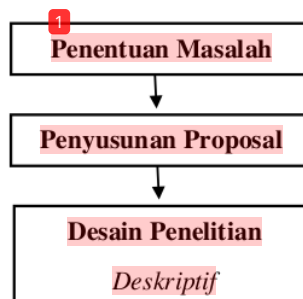 1
Penentuan Masalah
Penyusunan Proposal
Desain Penelitian
Deskriptif